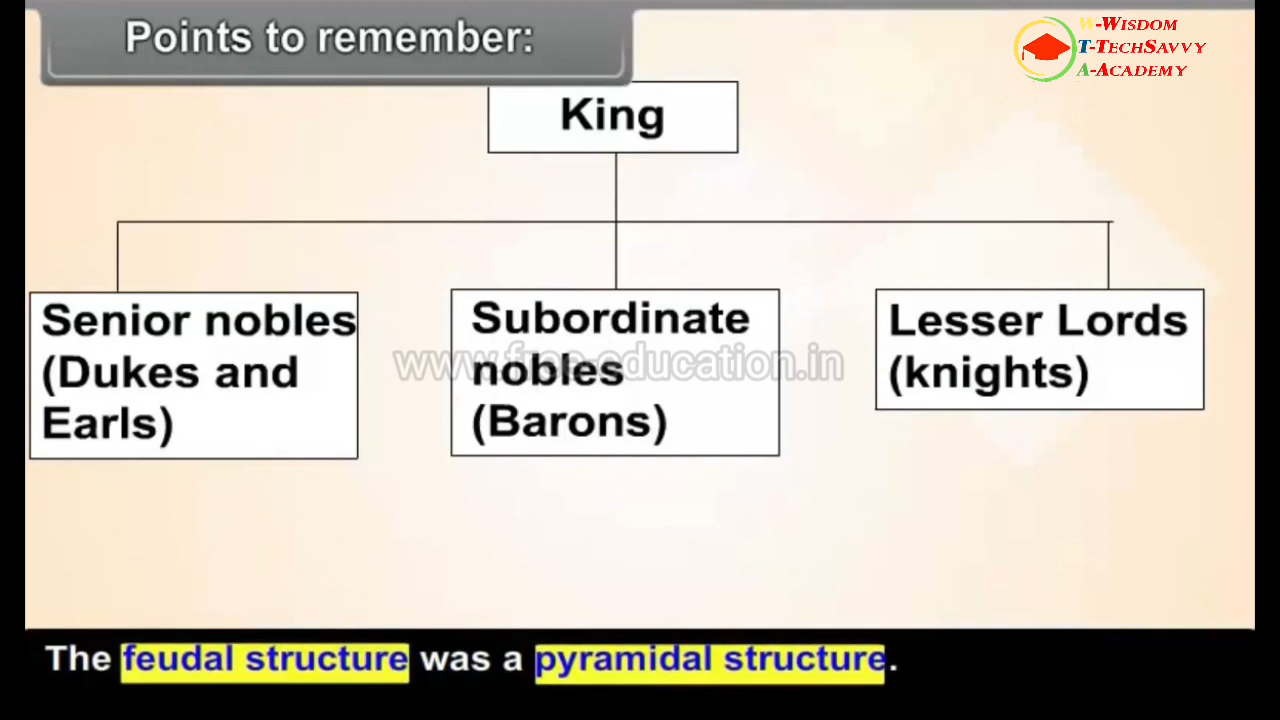 Points to remember:
W-WISDOM
T-TECHSAVVY
A-ACADEMY
King
Senior nobles
(Dukes and
Earls)
Subordinate
nobles
(Barons)
Lesser Lords
(knights)
www.free-education.in
The feudal structure was a pyramidal structure.